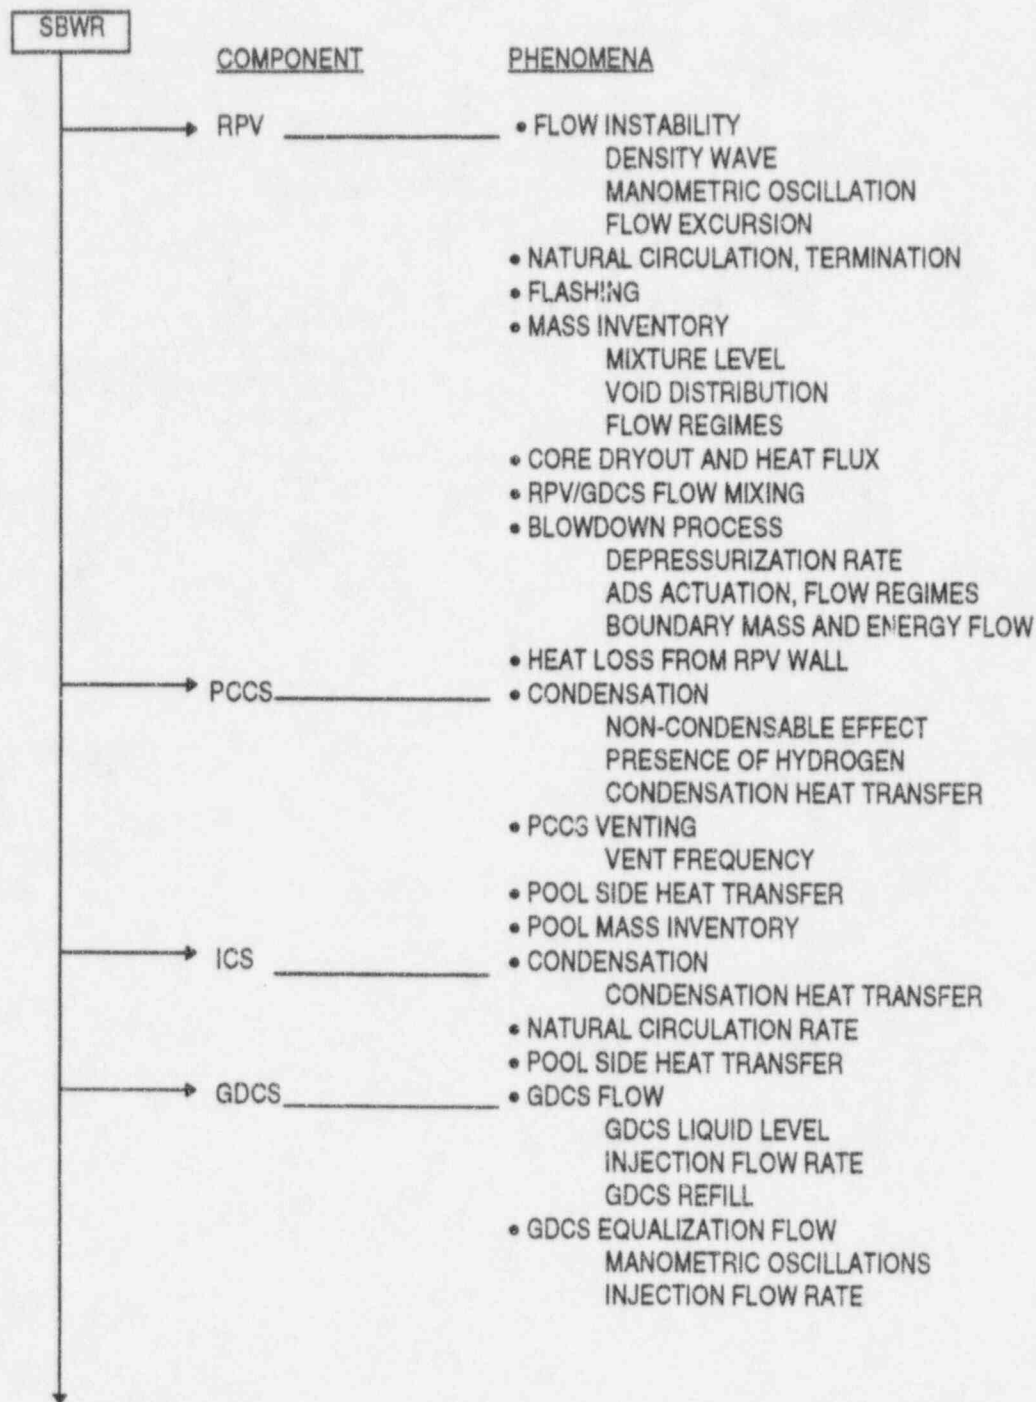 SBWR
COMPONENT PHENOMENA
RPV • FLOW INSTABILITY
DENSITY WAVE
MANOMETRIC OSCILLATION
FLOW EXCURSION
• NATURAL CIRCULATION, TERMINATION
• FLASHING
• MASS INVENTORY
MIXTURE LEVEL
VOID DISTRIBUTION
FLOW REGIMES
• CORE DRYOUT AND HEAT FLUX
• RPV/GDCS FLOW MIXING
• BLOWDOWN PROCESS
DEPRESSURIZATION RATE
ADS ACTUATION, FLOW REGIMES
BOUNDARY MASS AND ENERGY FLOW
• HEAT LOSS FROM RPV WALL
PCCS • CONDENSATION
NON-CONDENSABLE EFFECT
PRESENCE OF HYDROGEN
CONDENSATION HEAT TRANSFER
• PCCS VENTING
VENT FREQUENCY
• POOL SIDE HEAT TRANSFER
• POOL MASS INVENTORY
ICS • CONDENSATION
CONDENSATION HEAT TRANSFER
• NATURAL CIRCULATION RATE
• POOL SIDE HEAT TRANSFER
GDCS • GDCS FLOW
GDCS LIQUID LEVEL
INJECTION FLOW RATE
GDCS REFILL
• GDCS EQUALIZATION FLOW
MANOMETRIC OSCILLATIONS
INJECTION FLOW RATE